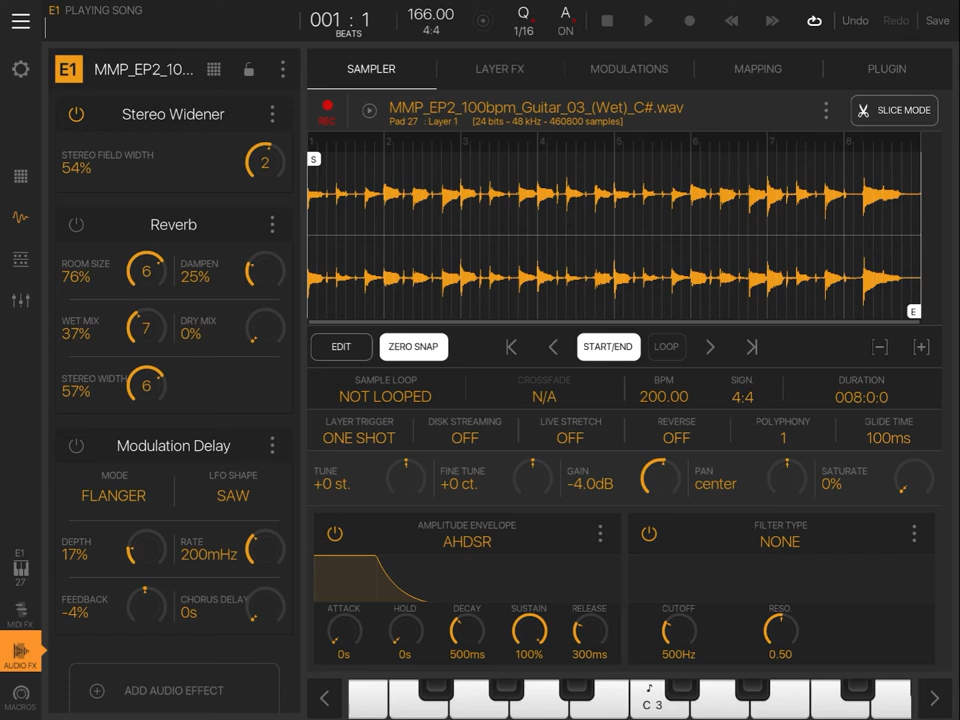 E1 PLAYING SONG
001 : 1
BEATS
166.00
4:4
Q
1/16
A
ON
Undo
Redo
Save
E1
MMP_EP2_10...
SAMPLER
LAYER FX
MODULATIONS
MAPPING
PLUGIN
REC
MMP_EP2_100bpm_Guitar_03_(Wet)_C#.wav
Pad 27 : Layer 1 [24 bits - 48 kHz - 460800 samples]
SLICE MODE
Stereo Widener
STEREO FIELD WIDTH
54%
2
Reverb
ROOM SIZE
76%
6
DAMPEN
25%
WET MIX
37%
7
DRY MIX
0%
STEREO WIDTH
57%
6
Modulation Delay
MODE
FLANGER
LFO SHAPE
SAW
DEPTH
17%
RATE
200mHz
FEEDBACK
-4%
CHORUS DELAY
0s
ADD AUDIO EFFECT
E1
27
MIDI FX
AUDIO FX
MACROS
1 2 3 4 5 6 7 8
S
E
EDIT
ZERO SNAP
START/END
LOOP
[-]
[+]
SAMPLE LOOP
NOT LOOPED
CROSSFADE
N/A
BPM
200.00
SIGN.
4:4
DURATION
008:0:0
LAYER TRIGGER
ONE SHOT
DISK STREAMING
OFF
LIVE STRETCH
OFF
REVERSE
OFF
POLYPHONY
1
GLIDE TIME
100ms
TUNE
+0 st.
FINE TUNE
+0 ct.
GAIN
-4.0dB
PAN
center
SATURATE
0%
AMPLITUDE ENVELOPE
AHDSR
FILTER TYPE
NONE
ATTACK
0s
HOLD
0s
DECAY
500ms
SUSTAIN
100%
RELEASE
300ms
CUTOFF
500Hz
RESO
0.50
C 3